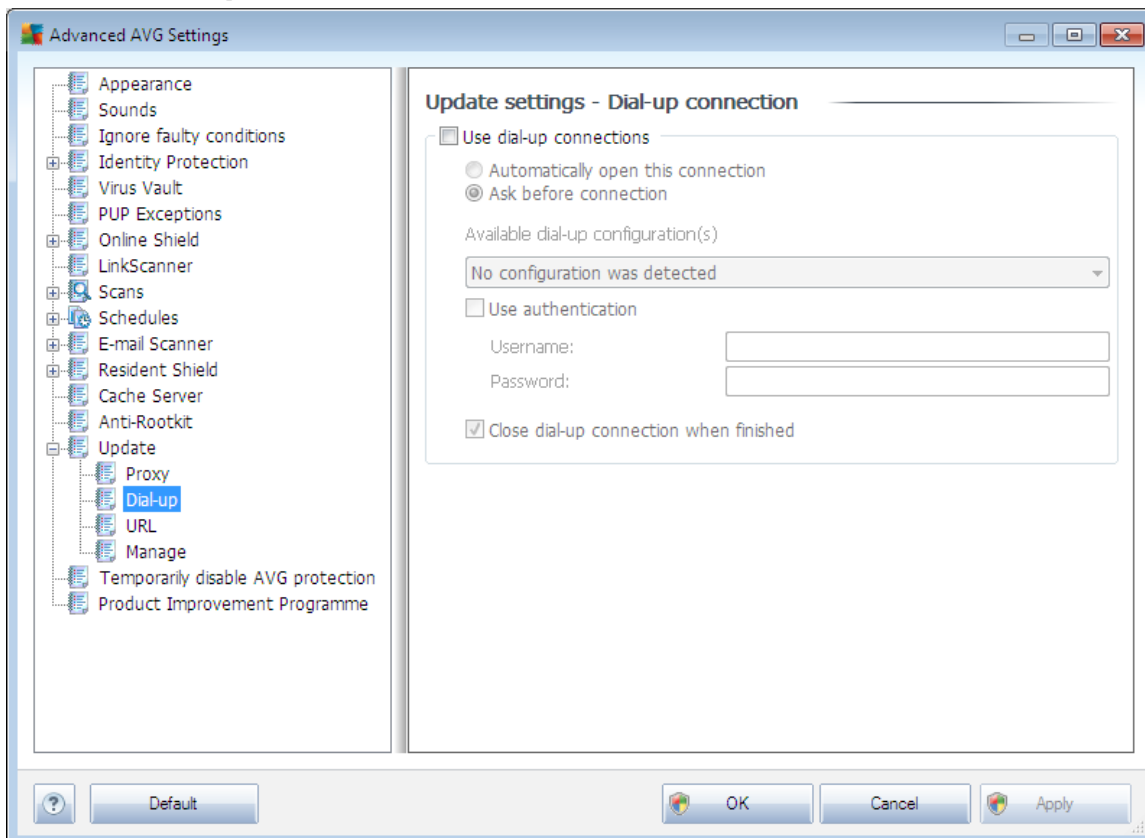 Advanced AVG Settings
Appearance
Sounds
Ignore faulty conditions
Identity Protection
Virus Vault
PUP Exceptions
Online Shield
LinkScanner
Scans
Schedules
E-mail Scanner
Resident Shield
Cache Server
Anti-Rootkit
Update
Proxy
Dial-up
URL
Manage
Temporarily disable AVG protection
Product Improvement Programme
Update settings - Dial-up connection
Use dial-up connections
Automatically open this connection
Ask before connection
Available dial-up configuration(s)
No configuration was detected
Use authentication
Username:
Password:
Close dial-up connection when finished
? Default OK Cancel Apply